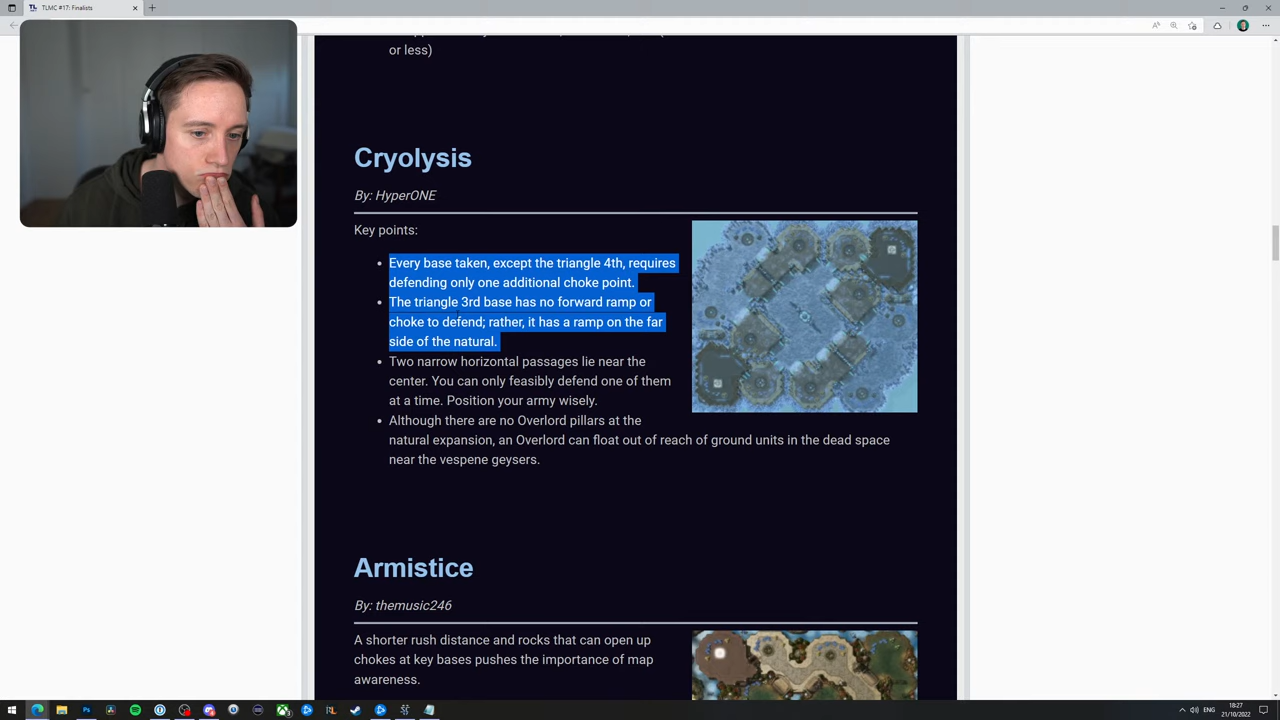 TLMC #17: Finalists
or less)
Cryolysis
By: HyperONE
Key points:
Every base taken, except the triangle 4th, requires
defending only one additional choke point.
The triangle 3rd base has no forward ramp or
choke to defend; rather, it has a ramp on the far
side of the natural.
Two narrow horizontal passages lie near the
center. You can only feasibly defend one of them
at a time. Position your army wisely.
Although there are no Overlord pillars at the
natural expansion, an Overlord can float out of reach of ground units in the dead space
near the vespene geysers.
Armistice
By: themusic246
A shorter rush distance and rocks that can open up
chokes at key bases pushes the importance of map
awareness.
ENG
18:27
21/10/2022